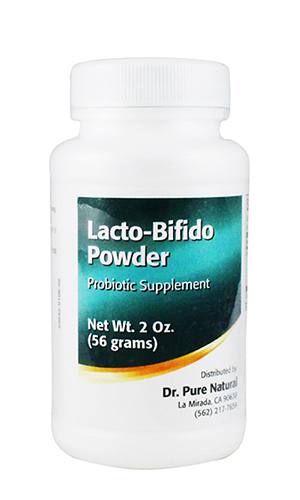 Lacto-Bifido
Powder
Probiotic Supplement
Net Wt. 2 Oz.
(56 grams)
Distributed by
Dr. Pure Natural
La Mirada, CA
(562) 217-7659